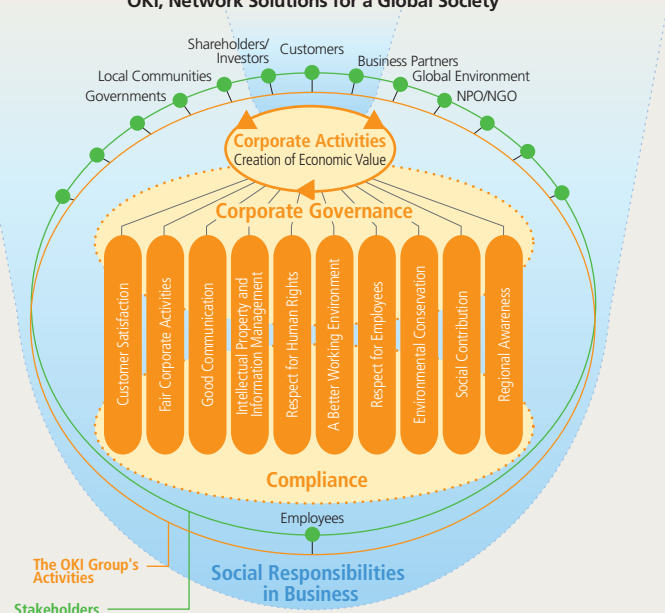 OKI, Network Solutions for a Global Society
Shareholders/
Investors
Customers
Business Partners
Local Communities
Global Environment
Governments
NPO/NGO
Corporate Activities
Creation of Economic Value
Corporate Governance
Customer Satisfaction
Fair Corporate Activities
Good Communication
Intellectual Property and
Information Management
Respect for Human Rights
A Better Working Environment
Respect for Employees
Environmental Conservation
Social Contribution
Regional Awareness
Compliance
Employees
The OKI Group's
Activities
Social Responsibilities
in Business
Stakeholders